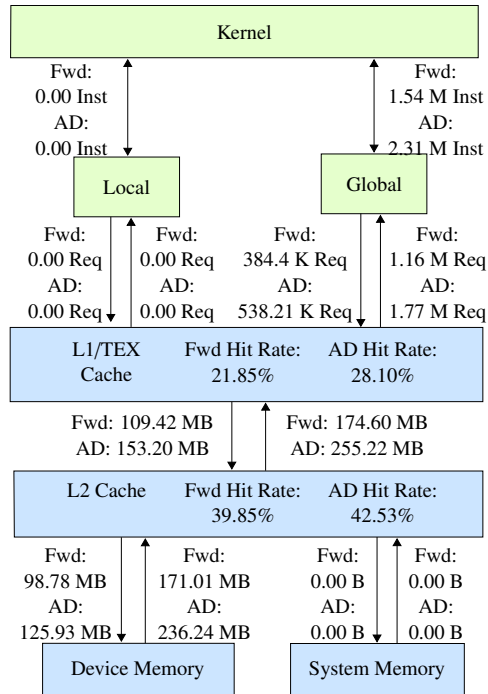 Kernel
Fwd:
0.00 Inst
AD:
0.00 Inst
Fwd:
1.54 M Inst
AD:
2.31 M Inst
Local
Global
Fwd:
0.00 Req
AD:
0.00 Req
Fwd:
0.00 Req
AD:
0.00 Req
Fwd:
384.4 K Req
AD:
538.21 K Req
Fwd:
1.16 M Req
AD:
1.77 M Req
L1/TEX
Cache
Fwd Hit Rate:
21.85%
AD Hit Rate:
28.10%
Fwd: 109.42 MB
AD: 153.20 MB
Fwd: 174.60 MB
AD: 255.22 MB
L2 Cache
Fwd Hit Rate:
39.85%
AD Hit Rate:
42.53%
Fwd:
98.78 MB
AD:
125.93 MB
Fwd:
171.01 MB
AD:
236.24 MB
Fwd:
0.00 B
AD:
0.00 B
Fwd:
0.00 B
AD:
0.00 B
Device Memory
System Memory